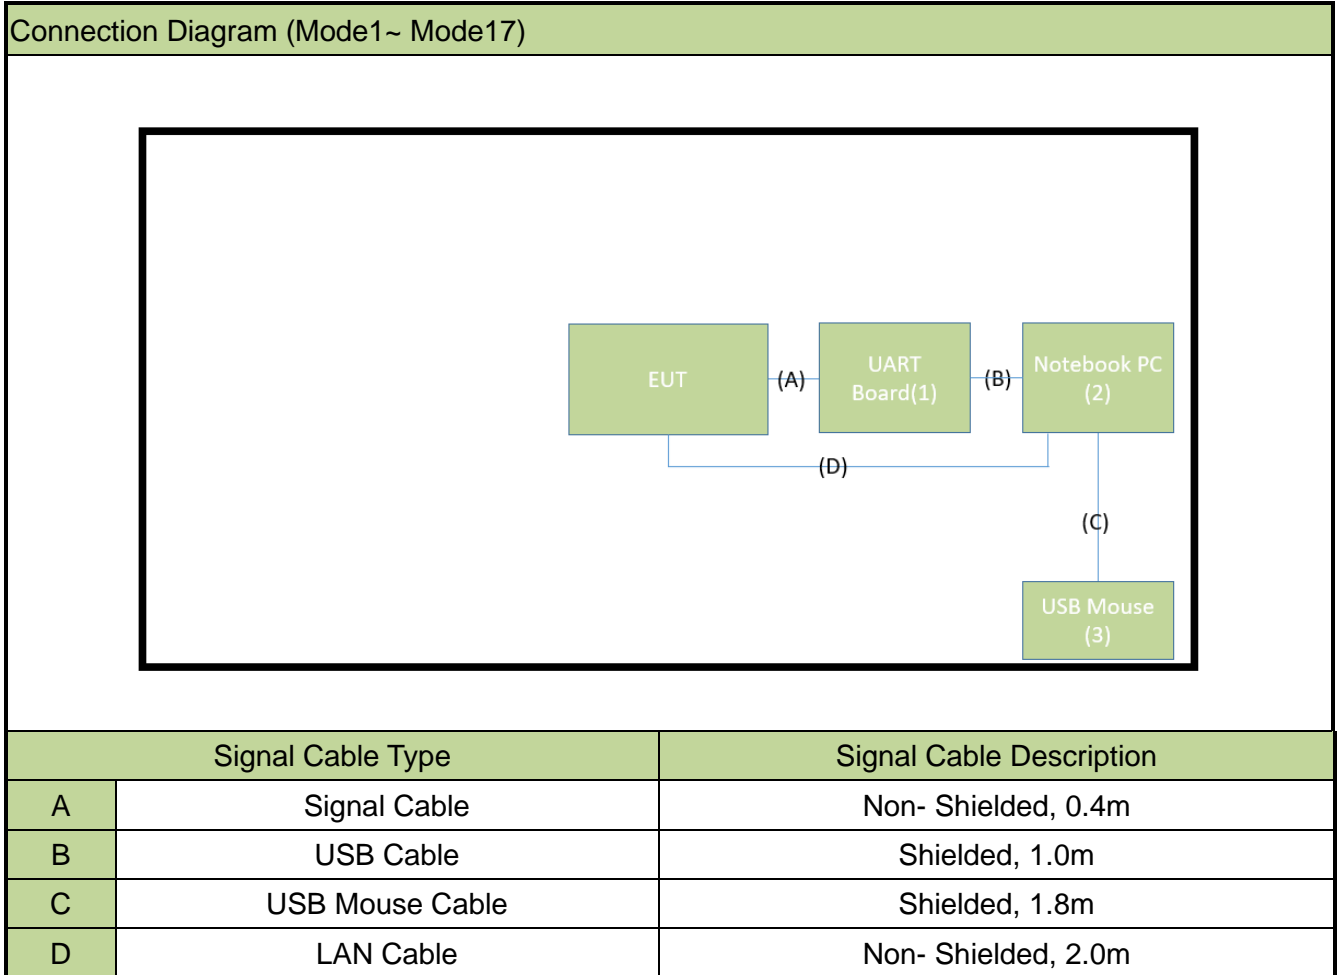 Connection Diagram (Mode1~ Mode17)
EUT
(A)
UART
Board(1)
(B)
Notebook PC
(2)
(D)
(C)
USB Mouse
(3)
Signal Cable Type Signal Cable Description
A Signal Cable Non- Shielded, 0.4m
B USB Cable Shielded, 1.0m
C USB Mouse Cable Shielded, 1.8m
D LAN Cable Non- Shielded, 2.0m